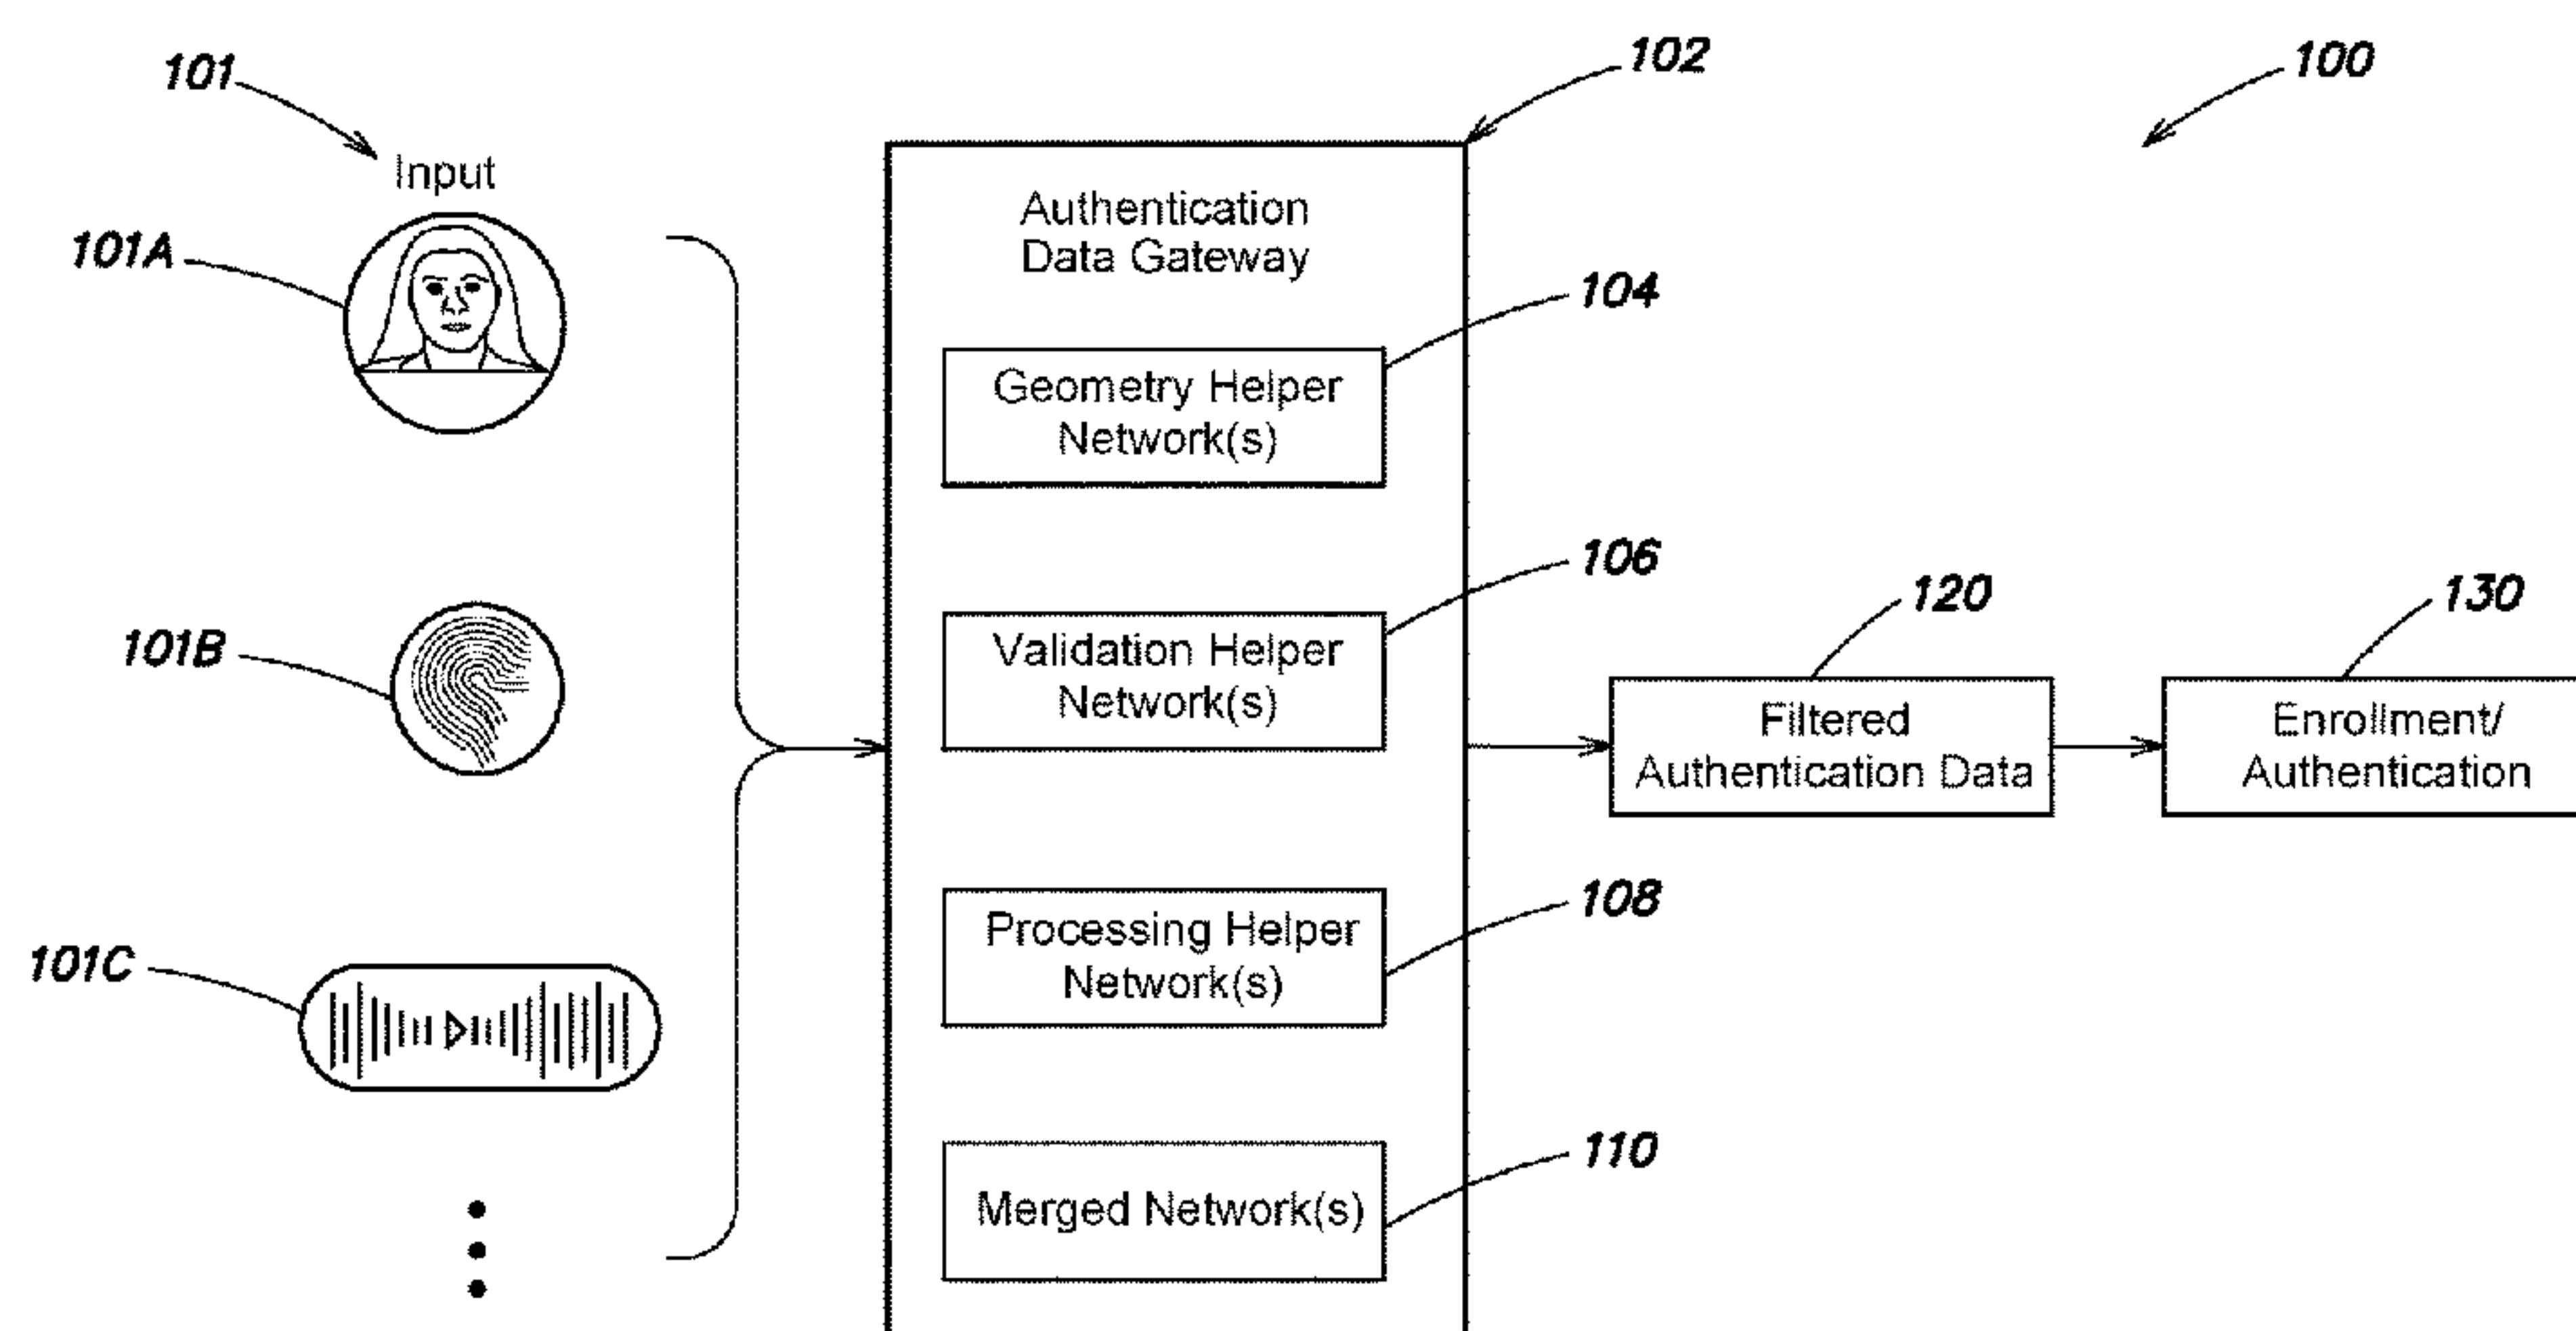 101
102
100
Input
101A
Authentication
Data Gateway
104
Geometry Helper
Network(s)
106
101B
Validation Helper
Network(s)
120
130
Filtered
Authentication Data
Enrollment/
Authentication
101C
108
Processing Helper
Network(s)
110
Merged Network(s)